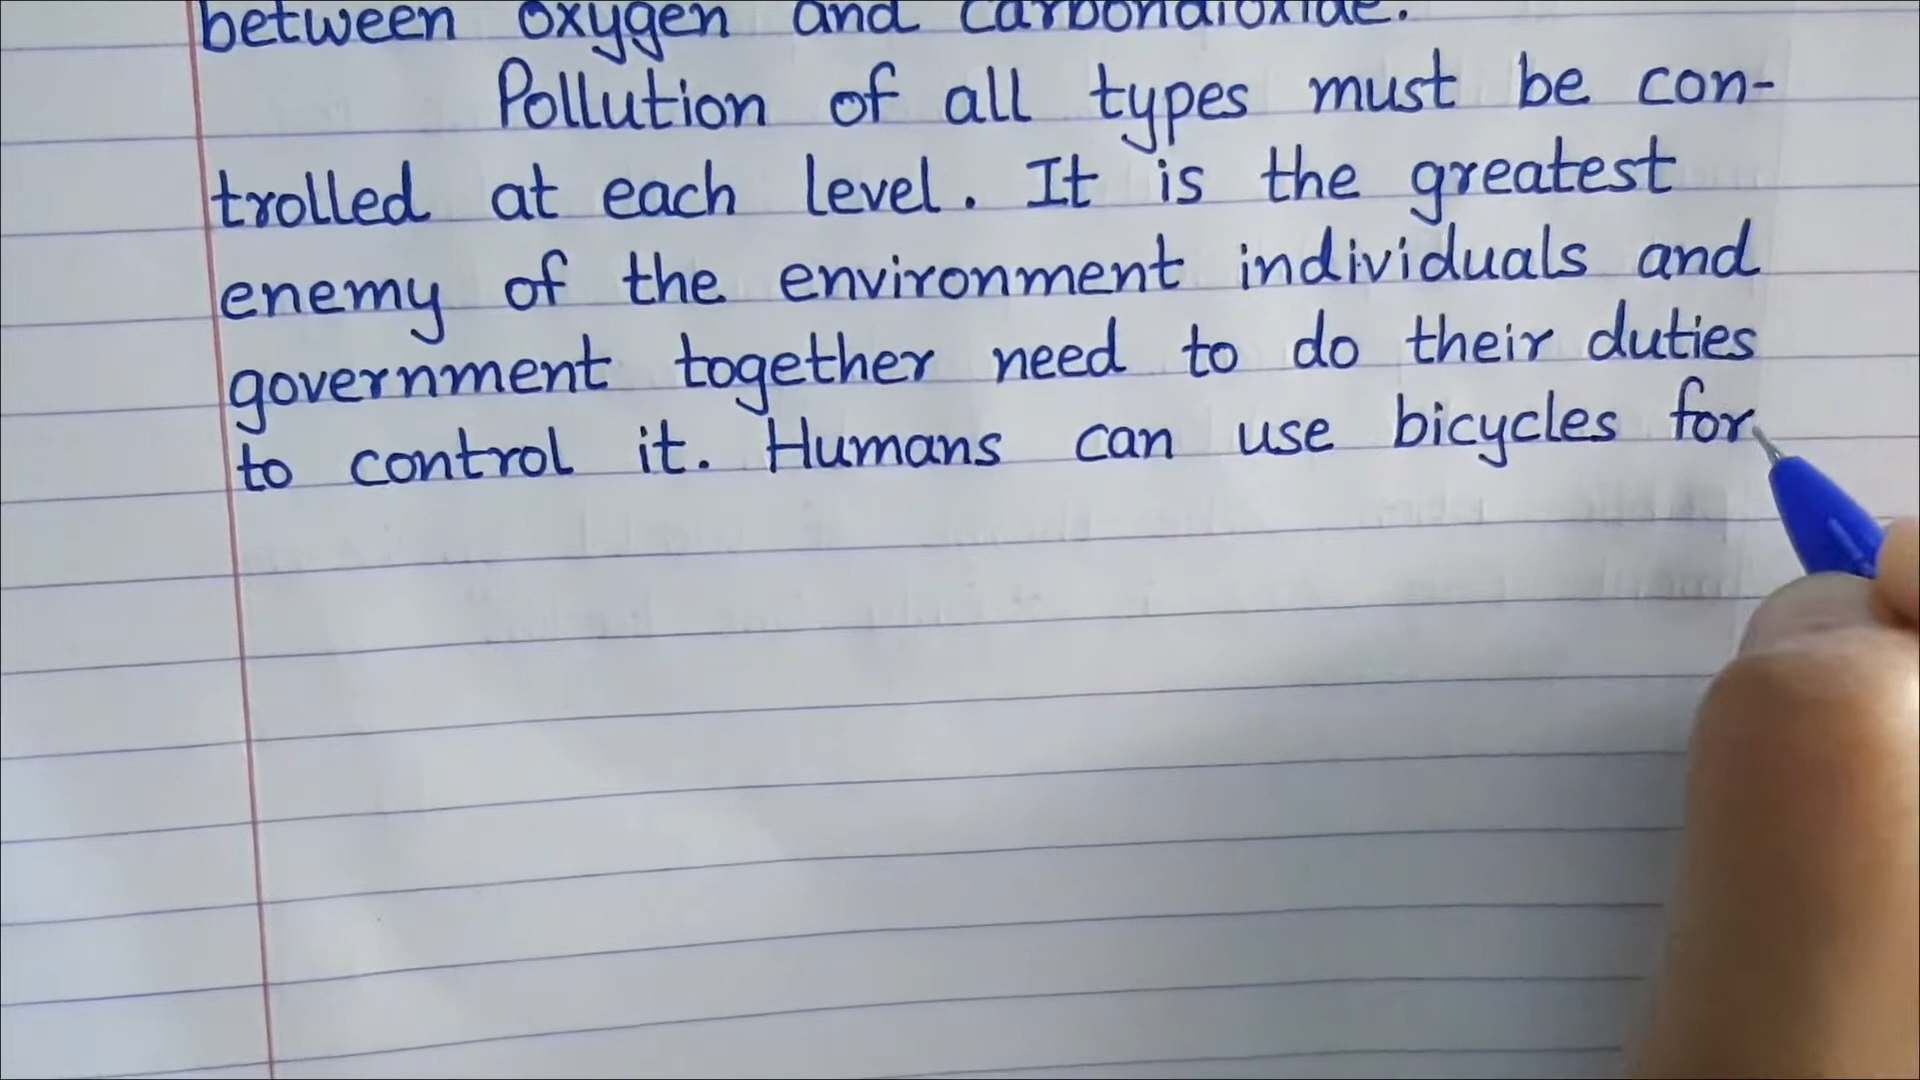 between oxygen and carbondioxide.
Pollution of all types must be con-
trolled at each level. It is the greatest
enemy of the environment individuals and
government together need to do their duties
to control it. Humans can use bicycles for